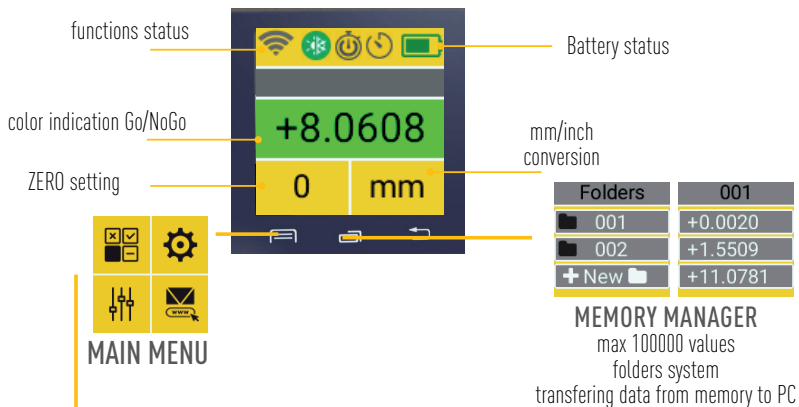 functions status
Battery status
color indication Go/NoGo
+8.0608
mm/inch
conversion
ZERO setting
0
mm
Folders
001
001
+0.0020
002
+1.5509
New
+11.0781
www
MAIN MENU
MEMORY MANAGER
max 100000 values
folders system
transfering data from memory to PC